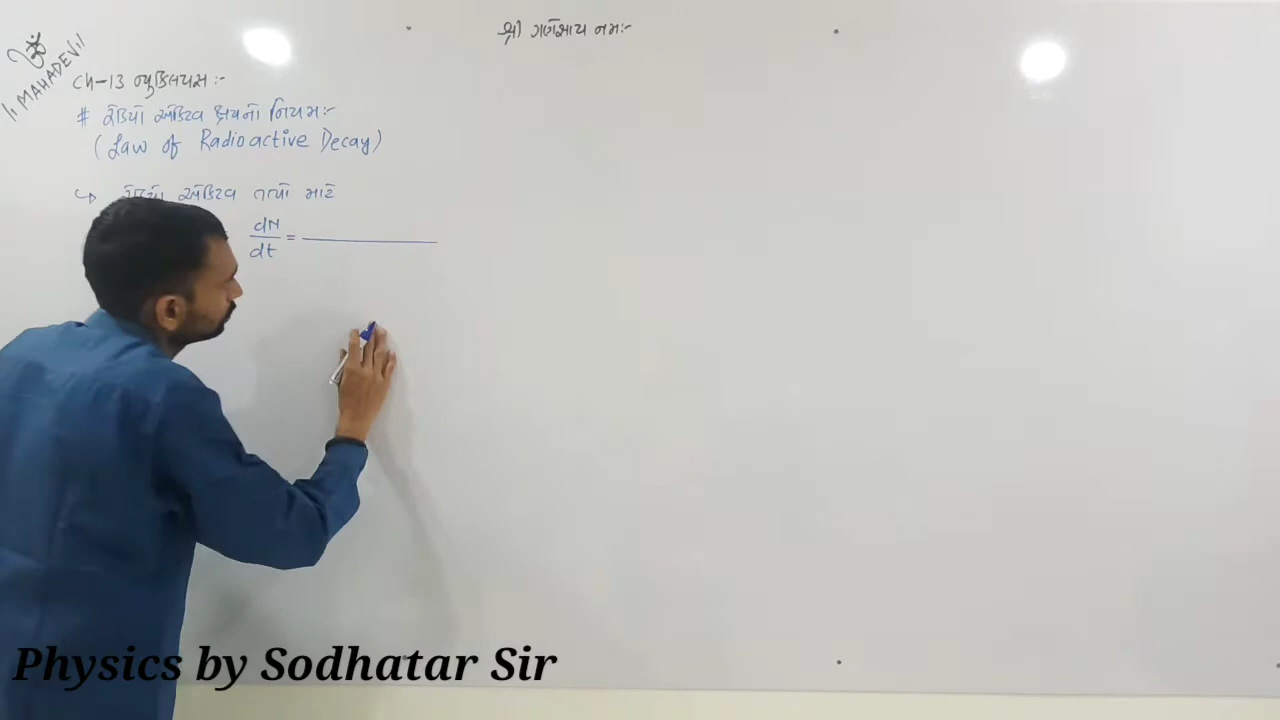 શ્રી ગણેશાય નમઃ-
ૐ
॥ MAHADEV ॥
Ch-13 ન્યુક્લિયસ :-
# રેડિયો એક્ટિવ ક્ષયનો નિયમ:-
(Law of Radioactive Decay)
↪ રેડિયો એક્ટિવ તત્વો માટે
dN/dt =
Physics by Sodhatar Sir